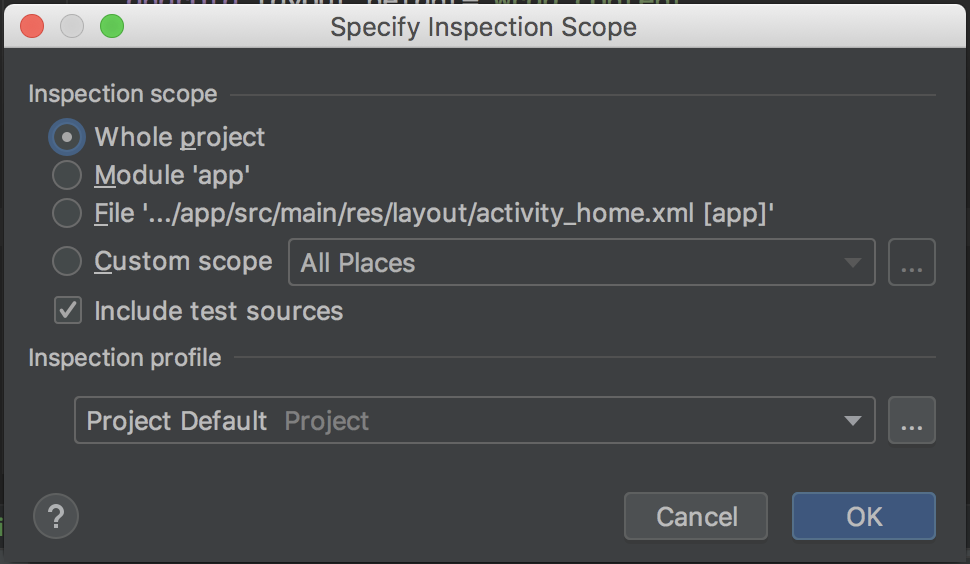 Specify Inspection Scope
Inspection scope
Whole project
Module 'app'
File '.../app/src/main/res/layout/activity_home.xml [app]'
Custom scope All Places ...
Include test sources
Inspection profile
Project Default Project ...
? Cancel OK